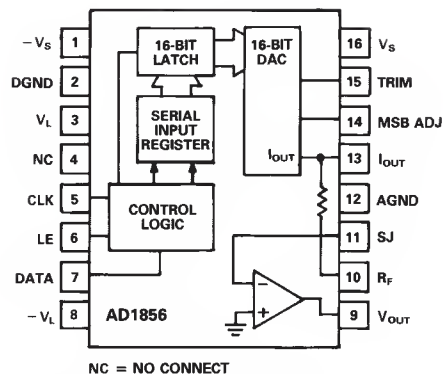 −VS 1
DGND 2
VL 3
NC 4
CLK 5
LE 6
DATA 7
−VL 8
16-BIT
LATCH
16-BIT
DAC
SERIAL
INPUT
REGISTER
IOUT
CONTROL
LOGIC
−
+
AD1856
16 VS
15 TRIM
14 MSB ADJ
13 IOUT
12 AGND
11 SJ
10 RF
9 VOUT
NC = NO CONNECT